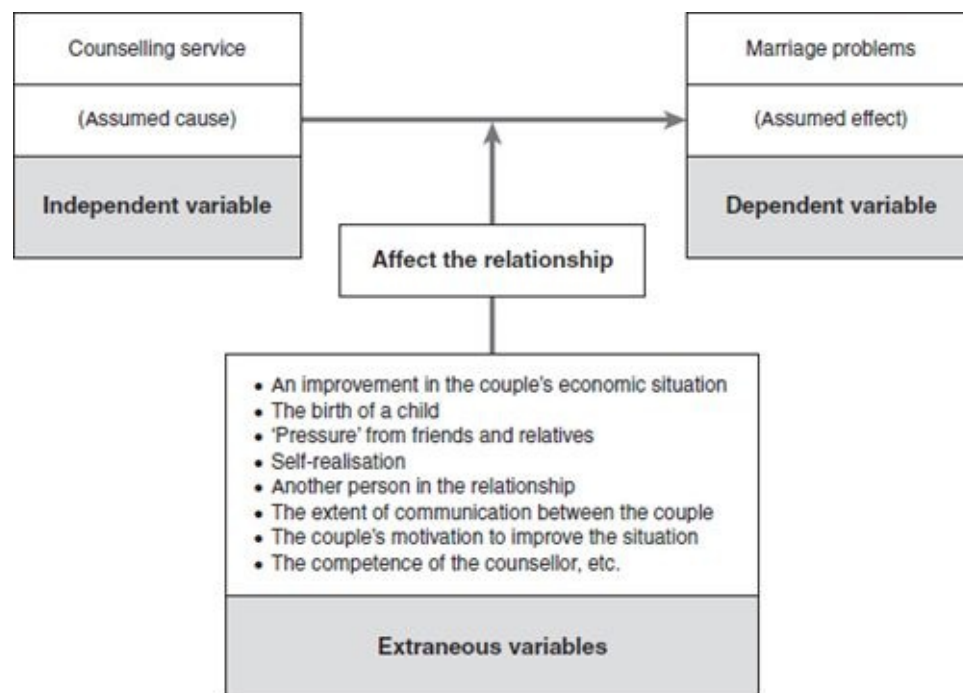 Counselling service
(Assumed cause)
Independent variable
Marriage problems
(Assumed effect)
Dependent variable
Affect the relationship
• An improvement in the couple's economic situation
• The birth of a child
• 'Pressure' from friends and relatives
• Self-realisation
• Another person in the relationship
• The extent of communication between the couple
• The couple's motivation to improve the situation
• The competence of the counsellor, etc.
Extraneous variables